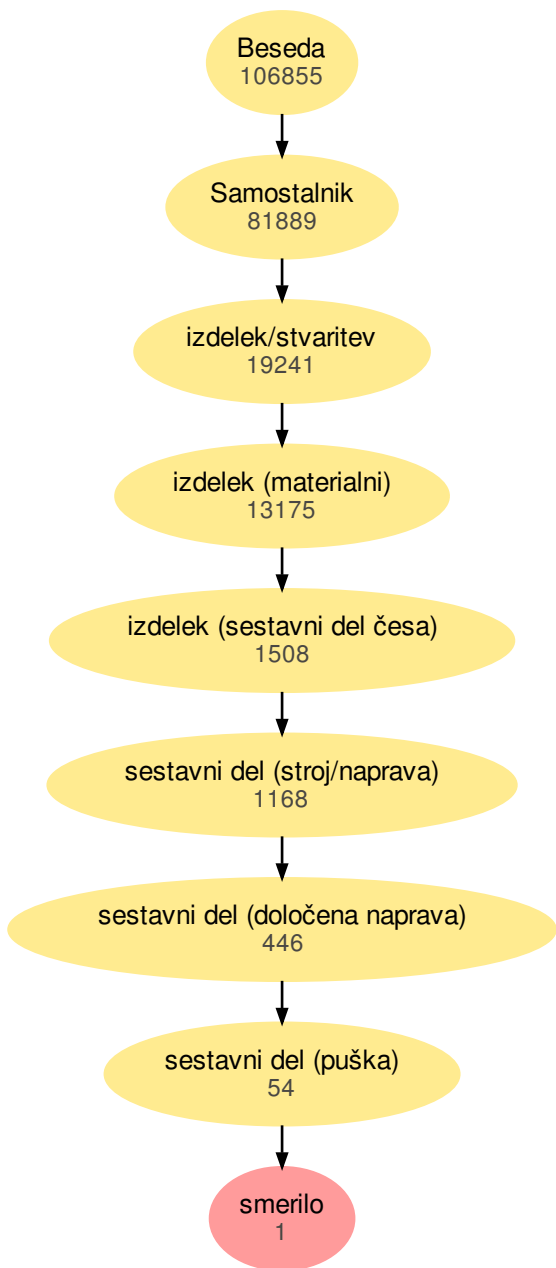 Beseda
106855
Samostalnik
81889
izdelek/stvaritev
19241
izdelek (materialni)
13175
izdelek (sestavni del česa)
1508
sestavni del (stroj/naprava)
1168
sestavni del (določena naprava)
446
sestavni del (puška)
54
smerilo
1